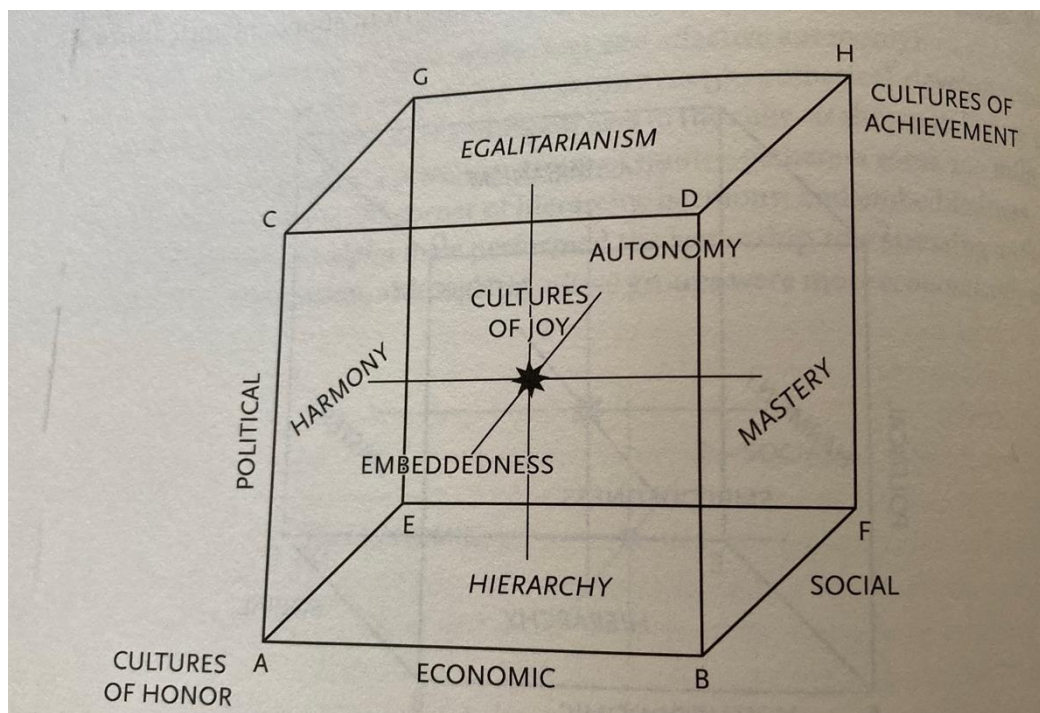 G
H
CULTURES OF
ACHIEVEMENT
EGALITARIANISM
C
D
AUTONOMY
CULTURES
OF JOY
HARMONY
MASTERY
POLITICAL
EMBEDDEDNESS
E
F
HIERARCHY
SOCIAL
CULTURES
OF HONOR
A
ECONOMIC
B